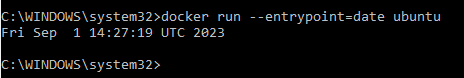 C:\WINDOWS\system32>docker run --entrypoint=date ubuntu
Fri Sep  1 14:27:19 UTC 2023
C:\WINDOWS\system32>